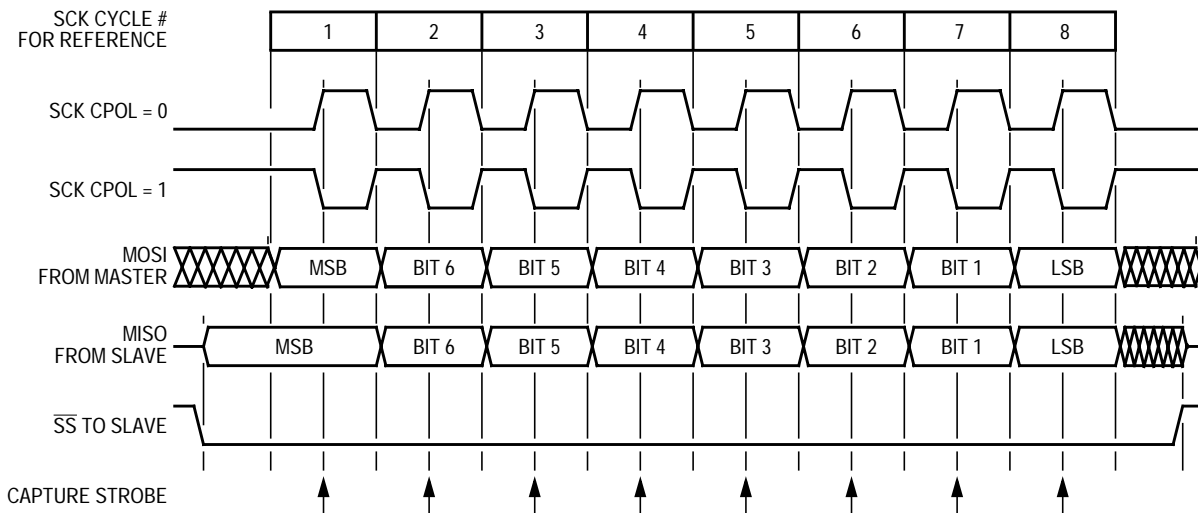 SCK CYCLE #
FOR REFERENCE
1 2 3 4 5 6 7 8
SCK CPOL = 0
SCK CPOL = 1
MOSI
FROM MASTER
MSB BIT 6 BIT 5 BIT 4 BIT 3 BIT 2 BIT 1 LSB
MISO
FROM SLAVE
MSB BIT 6 BIT 5 BIT 4 BIT 3 BIT 2 BIT 1 LSB
S̅S̅ TO SLAVE
CAPTURE STROBE